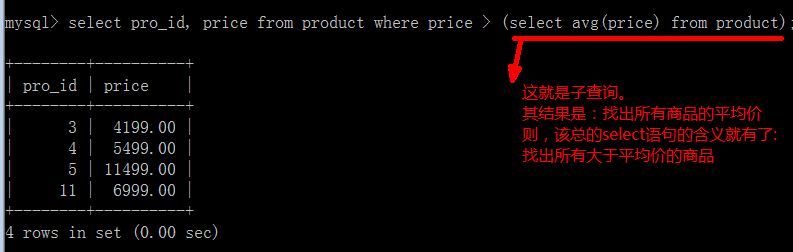 mysql> select pro_id, price from product where price > (select avg(price) from product);
+--------+----------+
| pro_id | price    |
+--------+----------+
|      3 |  4199.00 |
|      4 |  5499.00 |
|      5 | 11499.00 |
|     11 |  6999.00 |
+--------+----------+
4 rows in set (0.00 sec)
这就是子查询。
其结果是：找出所有商品的平均价
则，该总的select语句的含义就有了:
找出所有大于平均价的商品